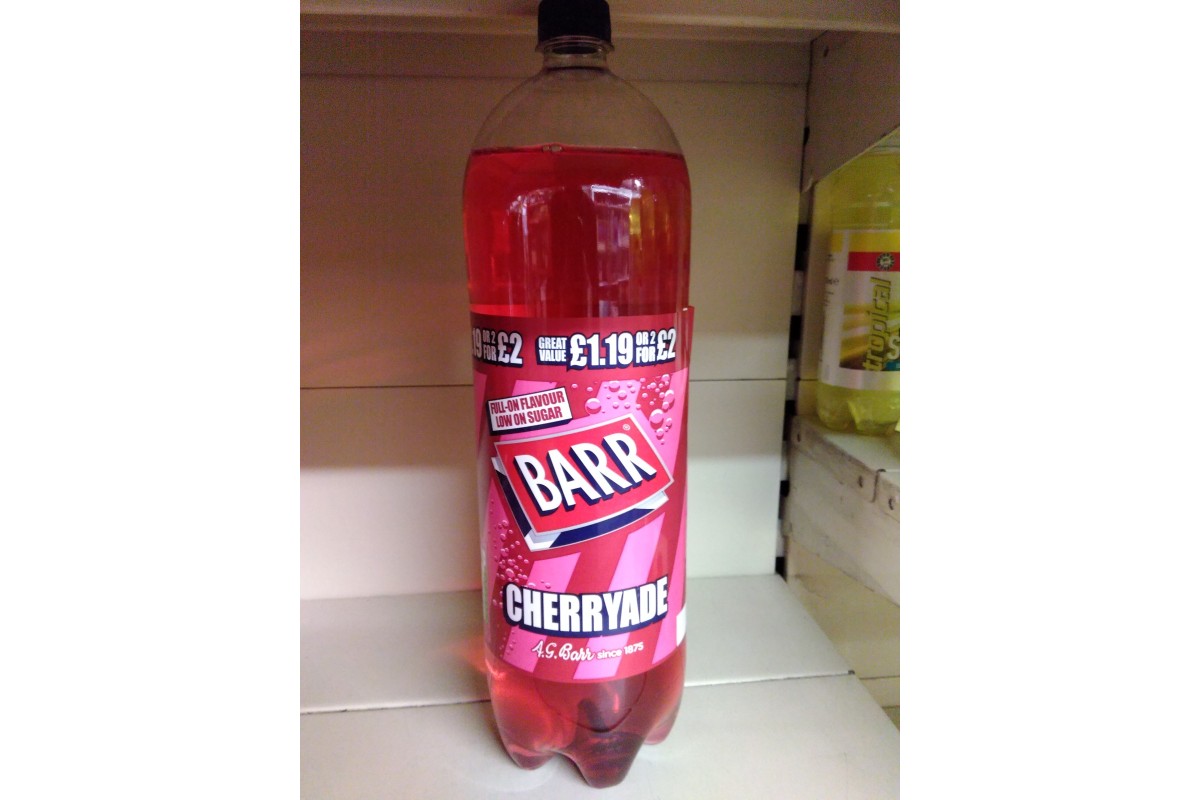 19 OR 2 FOR £2 GREAT VALUE £1.19 OR 2 FOR £2
FULL-ON FLAVOUR
LOW ON SUGAR
BARR®
CHERRYADE
A.G. Barr since 1875
tropical